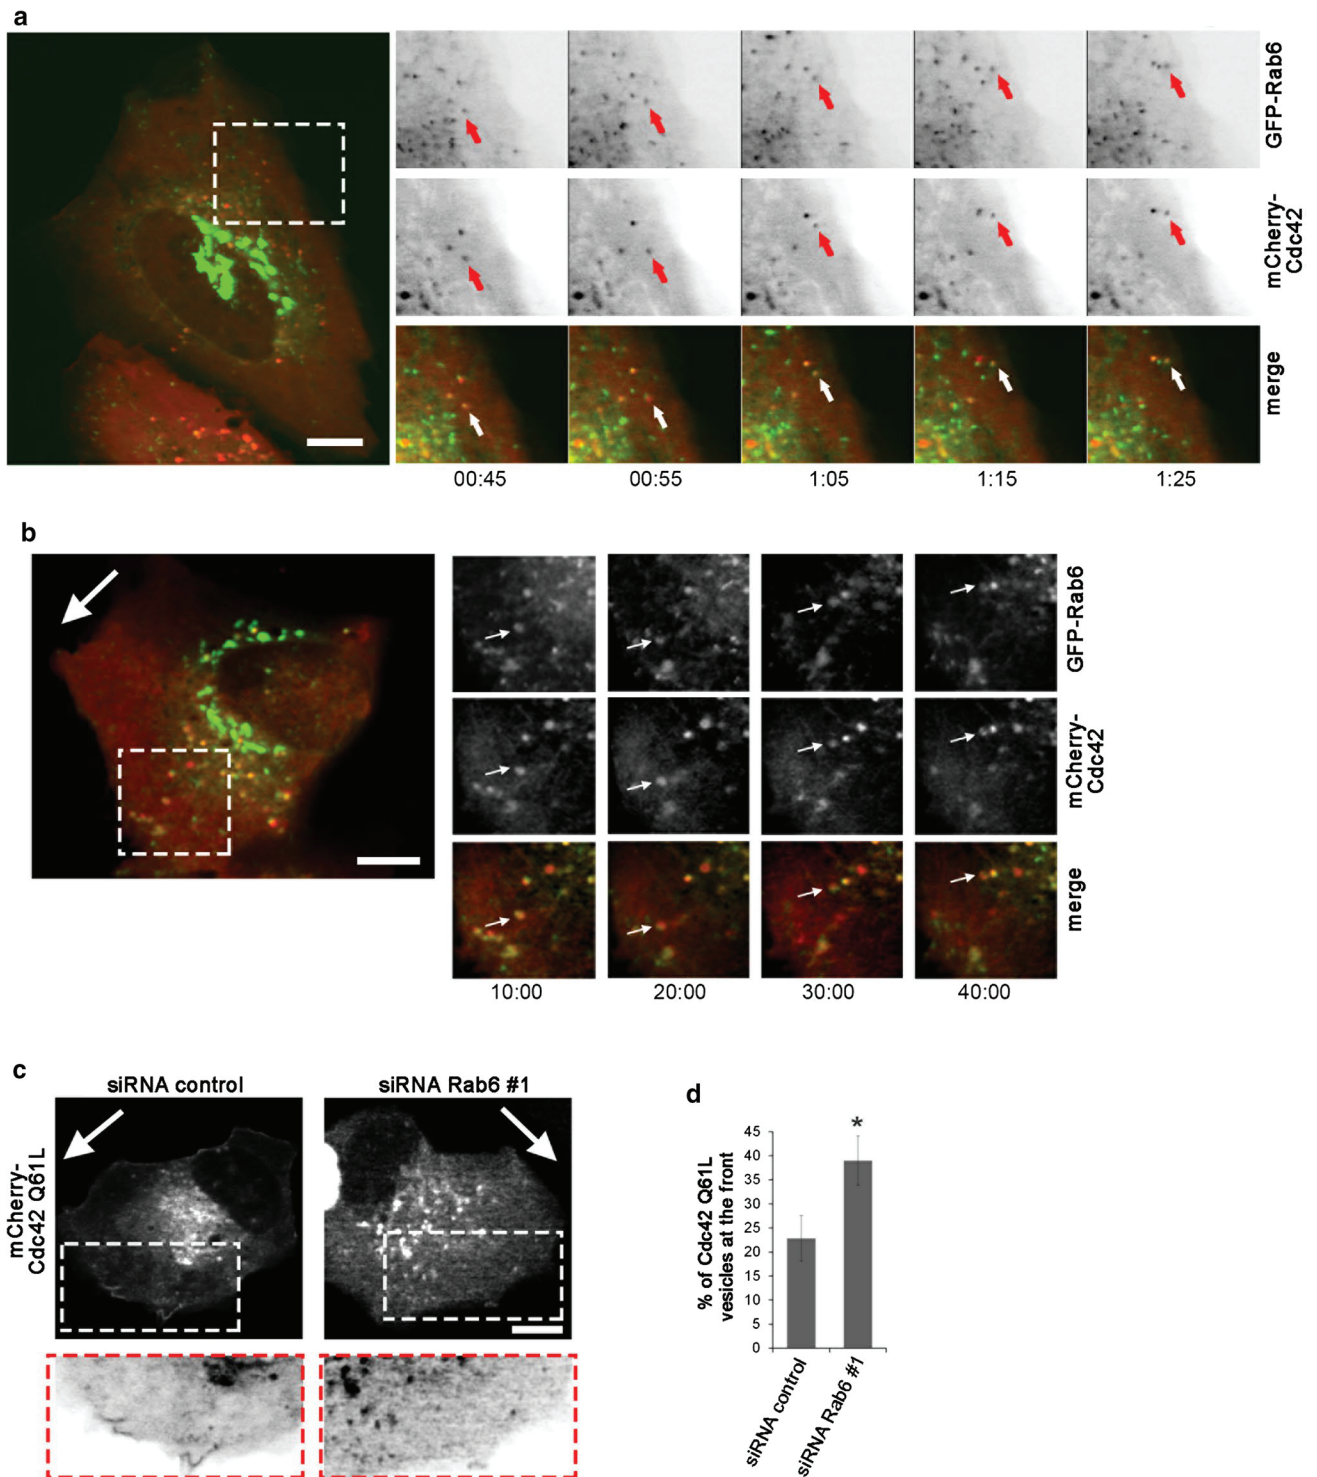 a
GFP-Rab6
mCherry-
Cdc42
merge
00:45
00:55
1:05
1:15
1:25
b
GFP-Rab6
mCherry-
Cdc42
merge
10:00
20:00
30:00
40:00
c
siRNA control
siRNA Rab6 #1
mCherry-
Cdc42 Q61L
d
*
% of Cdc42 Q61L
vesicles at the front
45
40
35
30
25
20
15
10
5
0
siRNA control
siRNA Rab6 #1